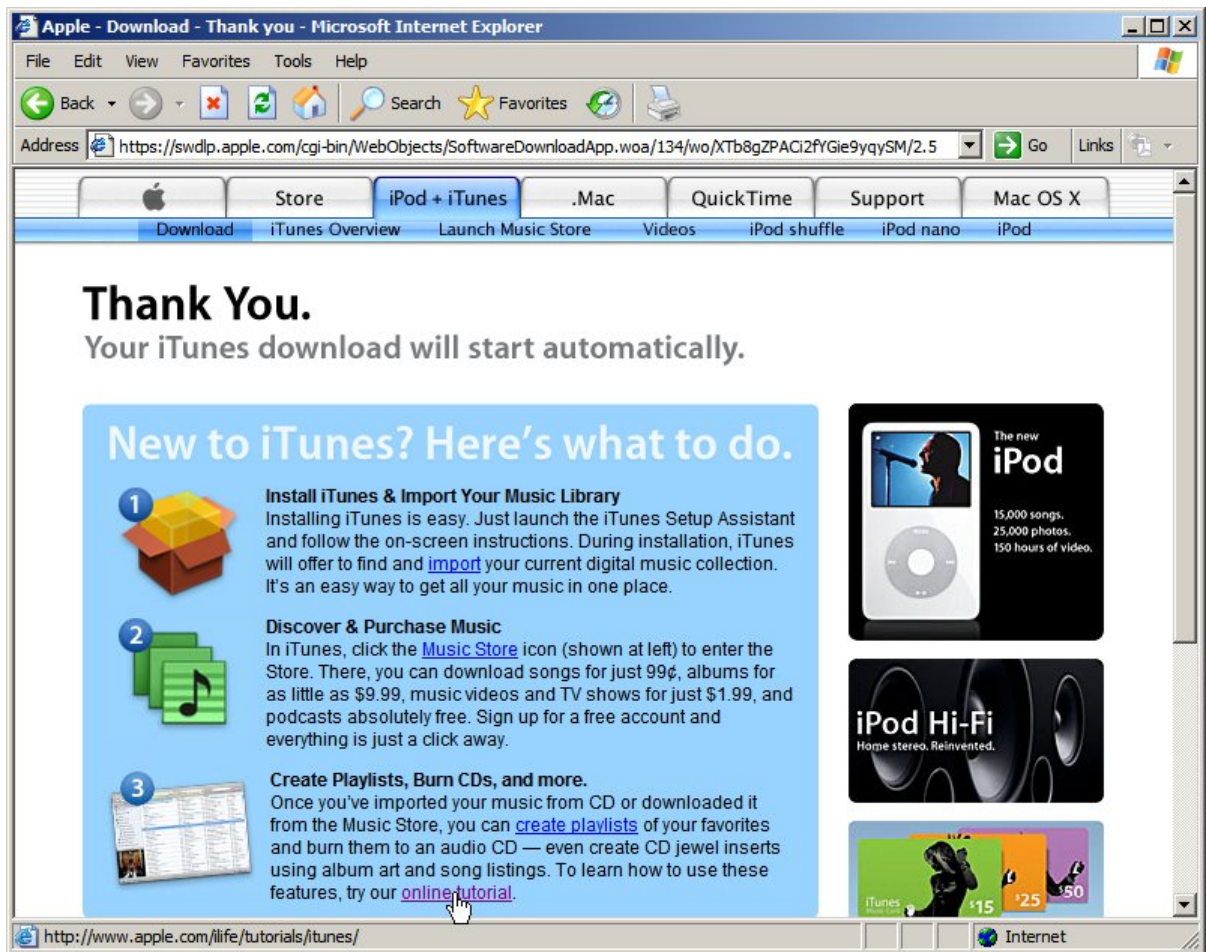 Apple - Download - Thank you - Microsoft Internet Explorer
File Edit View Favorites Tools Help
Back Search Favorites
Address https://swdlp.apple.com/cgi-bin/WebObjects/SoftwareDownloadApp.woa/134/wo/XTb8gZPACi2fYGie9yqySM/2.5 Go Links
Store iPod + iTunes .Mac QuickTime Support Mac OS X
Download iTunes Overview Launch Music Store Videos iPod shuffle iPod nano iPod
Thank You.
Your iTunes download will start automatically.
New to iTunes? Here's what to do.
1
Install iTunes & Import Your Music Library
Installing iTunes is easy. Just launch the iTunes Setup Assistant
and follow the on-screen instructions. During installation, iTunes
will offer to find and import your current digital music collection.
It's an easy way to get all your music in one place.
2
Discover & Purchase Music
In iTunes, click the Music Store icon (shown at left) to enter the
Store. There, you can download songs for just 99¢, albums for
as little as $9.99, music videos and TV shows for just $1.99, and
podcasts absolutely free. Sign up for a free account and
everything is just a click away.
3
Create Playlists, Burn CDs, and more.
Once you've imported your music from CD or downloaded it
from the Music Store, you can create playlists of your favorites
and burn them to an audio CD — even create CD jewel inserts
using album art and song listings. To learn how to use these
features, try our online tutorial.
The new
iPod
15,000 songs.
25,000 photos.
150 hours of video.
iPod Hi-Fi
Home stereo. Reinvented.
iTunes
Music Card
$15 $25 $50
http://www.apple.com/ilife/tutorials/itunes/ Internet